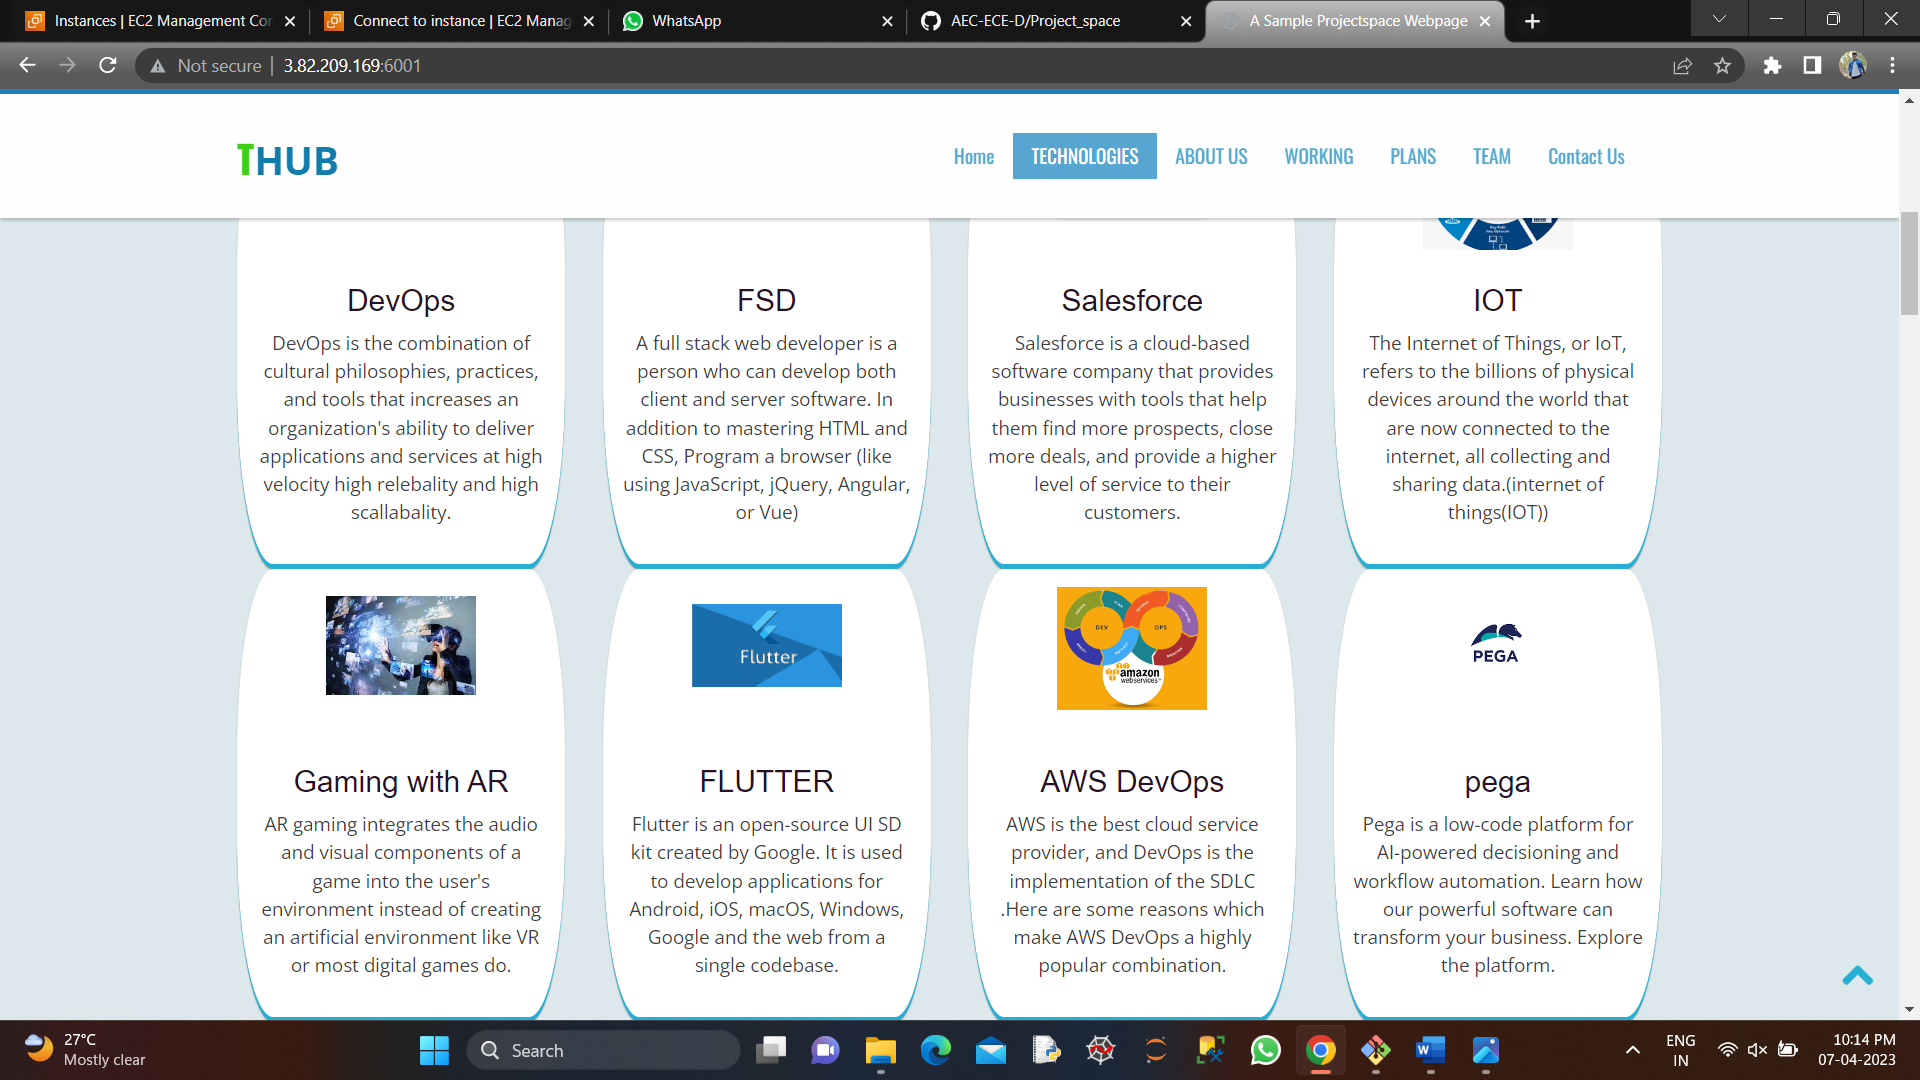 Instances | EC2 Management Con
Connect to instance | EC2 Manag
WhatsApp
AEC-ECE-D/Project_space
A Sample Projectspace Webpage
Not secure
3.82.209.169:6001
THUB
Home
TECHNOLOGIES
ABOUT US
WORKING
PLANS
TEAM
Contact Us
DevOps
DevOps is the combination of
cultural philosophies, practices,
and tools that increases an
organization's ability to deliver
applications and services at high
velocity high relebality and high
scallabality.
FSD
A full stack web developer is a
person who can develop both
client and server software. In
addition to mastering HTML and
CSS, Program a browser (like
using JavaScript, jQuery, Angular,
or Vue)
Salesforce
Salesforce is a cloud-based
software company that provides
businesses with tools that help
them find more prospects, close
more deals, and provide a higher
level of service to their
customers.
IOT
The Internet of Things, or IoT,
refers to the billions of physical
devices around the world that
are now connected to the
internet, all collecting and
sharing data.(internet of
things(IOT))
Gaming with AR
AR gaming integrates the audio
and visual components of a
game into the user's
environment instead of creating
an artificial environment like VR
or most digital games do.
Flutter
FLUTTER
Flutter is an open-source UI SD
kit created by Google. It is used
to develop applications for
Android, iOS, macOS, Windows,
Google and the web from a
single codebase.
DEV
OPS
amazon
webservices
AWS DevOps
AWS is the best cloud service
provider, and DevOps is the
implementation of the SDLC
.Here are some reasons which
make AWS DevOps a highly
popular combination.
PEGA
pega
Pega is a low-code platform for
AI-powered decisioning and
workflow automation. Learn how
our powerful software can
transform your business. Explore
the platform.
27°C
Mostly clear
Search
ENG
IN
10:14 PM
07-04-2023